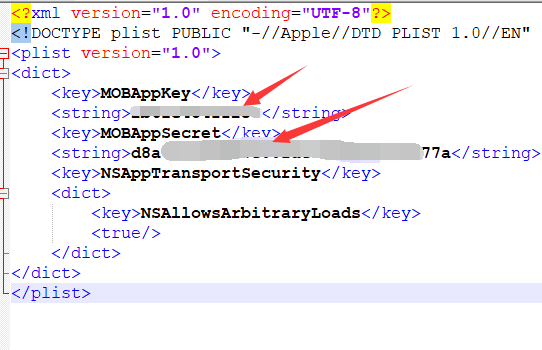 <?xml version="1.0" encoding="UTF-8"?>
<!DOCTYPE plist PUBLIC "-//Apple//DTD PLIST 1.0//EN"
<plist version="1.0">
<dict>
<key>MOBAppKey</key>
<string></string>
<key>MOBAppSecret</key>
<string>d8a 77a</string>
<key>NSAppTransportSecurity</key>
<dict>
<key>NSAllowsArbitraryLoads</key>
<true/>
</dict>
</dict>
</plist>